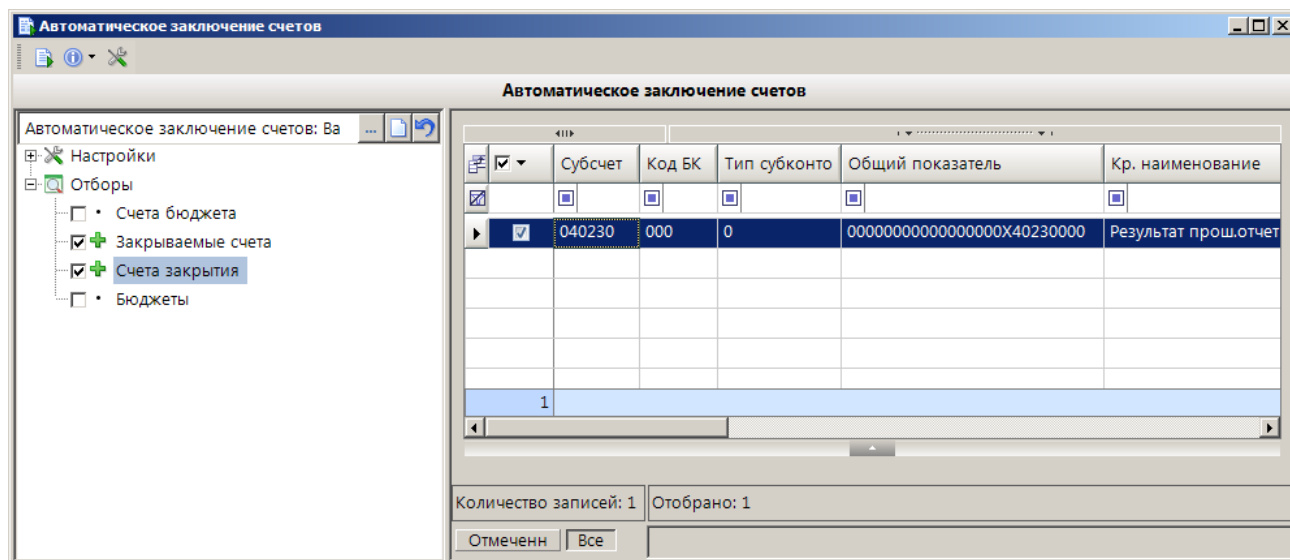 Автоматическое заключение счетов
Автоматическое заключение счетов
Автоматическое заключение счетов: Ва ...
Настройки
Отборы
Счета бюджета
Закрываемые счета
Счета закрытия
Бюджеты
Субсчет Код БК Тип субконто Общий показатель Кр. наименование
040230 000 0 00000000000000000X40230000 Результат прош.отчет
1
Количество записей: 1 Отобрано: 1
Отмеченн Все